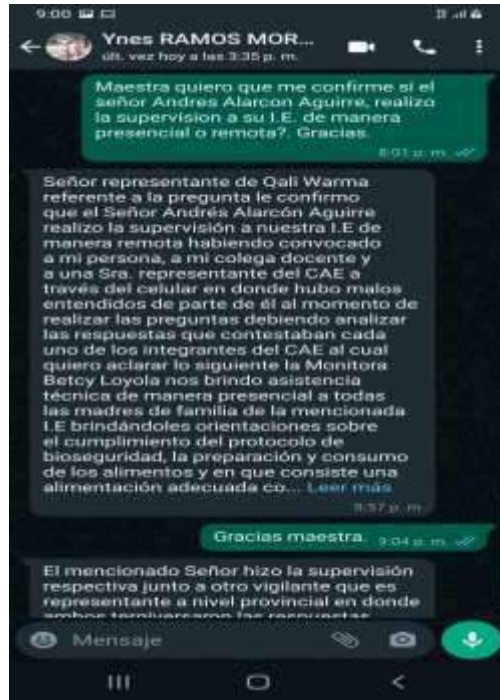 9:00
Ynes RAMOS MOR...
últ. vez hoy a las 3:35 p. m.
Maestra quiero que me confirme si el
señor Andres Alarcon Aguirre, realizo
la supervision a su I.E. de manera
presencial o remota?. Gracias.
8:01 p. m.
Señor representante de Qali Warma
referente a la pregunta le confirmo
que el Señor Andrés Alarcón Aguirre
realizo la supervisión a nuestra I.E de
manera remota habiendo convocado
a mi persona, a mi colega docente y
a una Sra. representante del CAE a
través del celular en donde hubo malos
entendidos de parte de él al momento de
realizar las preguntas debiendo analizar
las respuestas que contestaban cada
uno de los integrantes del CAE al cual
quiero aclarar lo siguiente la Monitora
Betcy Loyola nos brindo asistencia
técnica de manera presencial a todas
las madres de familia de la mencionada
I.E brindándoles orientaciones sobre
el cumplimiento del protocolo de
bioseguridad, la preparación y consumo
de los alimentos y en que consiste una
alimentación adecuada co... Leer más
p. m.
Gracias maestra. 9:04 p. m.
El mencionado Señor hizo la supervisión
respectiva junto a otro vigilante que es
representante a nivel provincial en donde
ambos terniversaron las respuestas
Mensaje